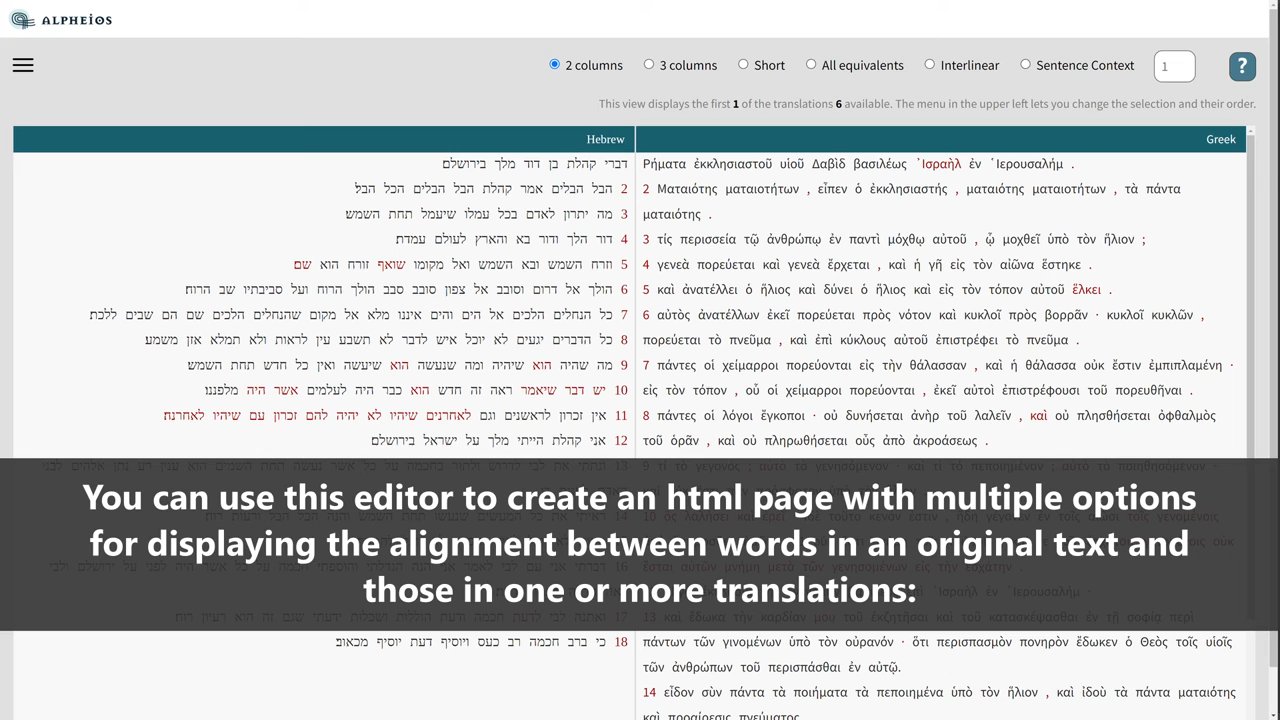 ALPHEIOS
2 columns 3 columns Short All equivalents Interlinear Sentence Context 1 ?
This view displays the first 1 of the translations 6 available. The menu in the upper left lets you change the selection and their order.
Hebrew
דברי קהלת בן דוד מלך בירושלם
2 הבל הבלים אמר קהלת הבל הבלים הכל הבל
3 מה יתרון לאדם בכל עמלו שיעמל תחת השמש
4 דור הלך ודור בא והארץ לעולם עמדת
5 וזרח השמש ובא השמש ואל מקומו שואף זורח הוא שם
6 הולך אל דרום וסובב אל צפון סובב סבב הולך הרוח ועל סביבתיו שב הרוח
7 כל הנחלים הלכים אל הים והים איננו מלא אל מקום שהנחלים הלכים שם הם שבים ללכת
8 כל הדברים יגעים לא יוכל איש לדבר לא תשבע עין לראות ולא תמלא אזן משמע
9 מה שהיה הוא שיהיה ומה שנעשה הוא שיעשה ואין כל חדש תחת השמש
10 יש דבר שיאמר ראה זה חדש הוא כבר היה לעלמים אשר היה מלפננו
11 אין זכרון לראשנים וגם לאחרנים שיהיו לא יהיה להם זכרון עם שיהיו לאחרנה
12 אני קהלת הייתי מלך על ישראל בירושלם
18 כי ברב חכמה רב כעס ויוסיף דעת יוסיף מכאוב
Greek
Ρήματα ἐκκλησιαστοῦ υἱοῦ Δαβὶδ βασιλέως ᾿Ισραὴλ ἐν ῾Ιερουσαλήμ .
2 Ματαιότης ματαιοτήτων , εἶπεν ὁ ἐκκλησιαστής , ματαιότης ματαιοτήτων , τὰ πάντα
ματαιότης .
3 τίς περισσεία τῷ ἀνθρώπῳ ἐν παντὶ μόχθῳ αὐτοῦ , ᾧ μοχθεῖ ὑπὸ τὸν ἥλιον ;
4 γενεὰ πορεύεται καὶ γενεὰ ἔρχεται , καὶ ἡ γῆ εἰς τὸν αἰῶνα ἕστηκε .
5 καὶ ἀνατέλλει ὁ ἥλιος καὶ δύνει ὁ ἥλιος καὶ εἰς τὸν τόπον αὐτοῦ ἕλκει .
6 αὐτὸς ἀνατέλλων ἐκεῖ πορεύεται πρὸς νότον καὶ κυκλοῖ πρὸς βορρᾶν · κυκλοῖ κυκλῶν ,
πορεύεται τὸ πνεῦμα , καὶ ἐπὶ κύκλους αὐτοῦ ἐπιστρέφει τὸ πνεῦμα .
7 πάντες οἱ χείμαρροι πορεύονται εἰς τὴν θάλασσαν , καὶ ἡ θάλασσα οὐκ ἔστιν ἐμπιπλαμένη ·
εἰς τὸν τόπον , οὗ οἱ χείμαρροι πορεύονται , ἐκεῖ αὐτοὶ ἐπιστρέφουσι τοῦ πορευθῆναι .
8 πάντες οἱ λόγοι ἔγκοποι · οὐ δυνήσεται ἀνὴρ τοῦ λαλεῖν , καὶ οὐ πλησθήσεται ὀφθαλμὸς
τοῦ ὁρᾶν , καὶ οὐ πληρωθήσεται οὖς ἀπὸ ἀκροάσεως .
πάντων τῶν γινομένων ὑπὸ τὸν οὐρανόν · ὅτι περισπασμὸν πονηρὸν ἔδωκεν ὁ Θεὸς τοῖς υἱοῖς
τῶν ἀνθρώπων τοῦ περισπᾶσθαι ἐν αὐτῷ.
14 εἶδον σὺν πάντα τὰ ποιήματα τὰ πεποιημένα ὑπὸ τὸν ἥλιον , καὶ ἰδοὺ τὰ πάντα ματαιότης
καὶ προαίρεσις πνεύματος
You can use this editor to create an html page with multiple options
for displaying the alignment between words in an original text and
those in one or more translations: